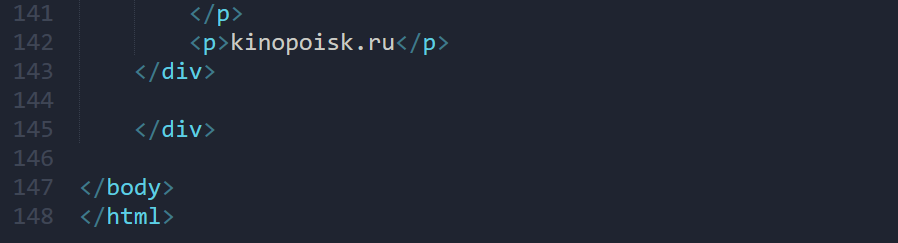 141 </p>
142 <p>kinopoisk.ru</p>
143 </div>
144
145 </div>
146
147 </body>
148 </html>